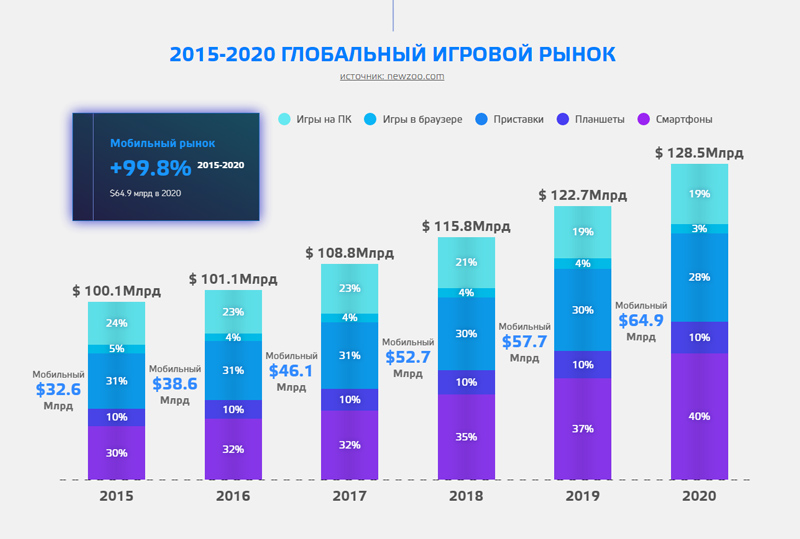 2015-2020 ГЛОБАЛЬНЫЙ ИГРОВОЙ РЫНОК
источник: newzoo.com
Мобильный рынок
+99.8% 2015-2020
$64.9 млрд в 2020
Игры на ПК
Игры в браузере
Приставки
Планшеты
Смартфоны
$ 100.1Млрд
24%
5%
31%
10%
30%
Мобильный
$32.6
Млрд
2015
$ 101.1Млрд
23%
4%
31%
10%
32%
Мобильный
$38.6
Млрд
2016
$ 108.8Млрд
23%
4%
31%
10%
32%
Мобильный
$46.1
Млрд
2017
$ 115.8Млрд
21%
4%
30%
10%
35%
Мобильный
$52.7
Млрд
2018
$ 122.7Млрд
19%
4%
30%
10%
37%
Мобильный
$57.7
Млрд
2019
$ 128.5Млрд
19%
3%
28%
10%
40%
Мобильный
$64.9
Млрд
2020